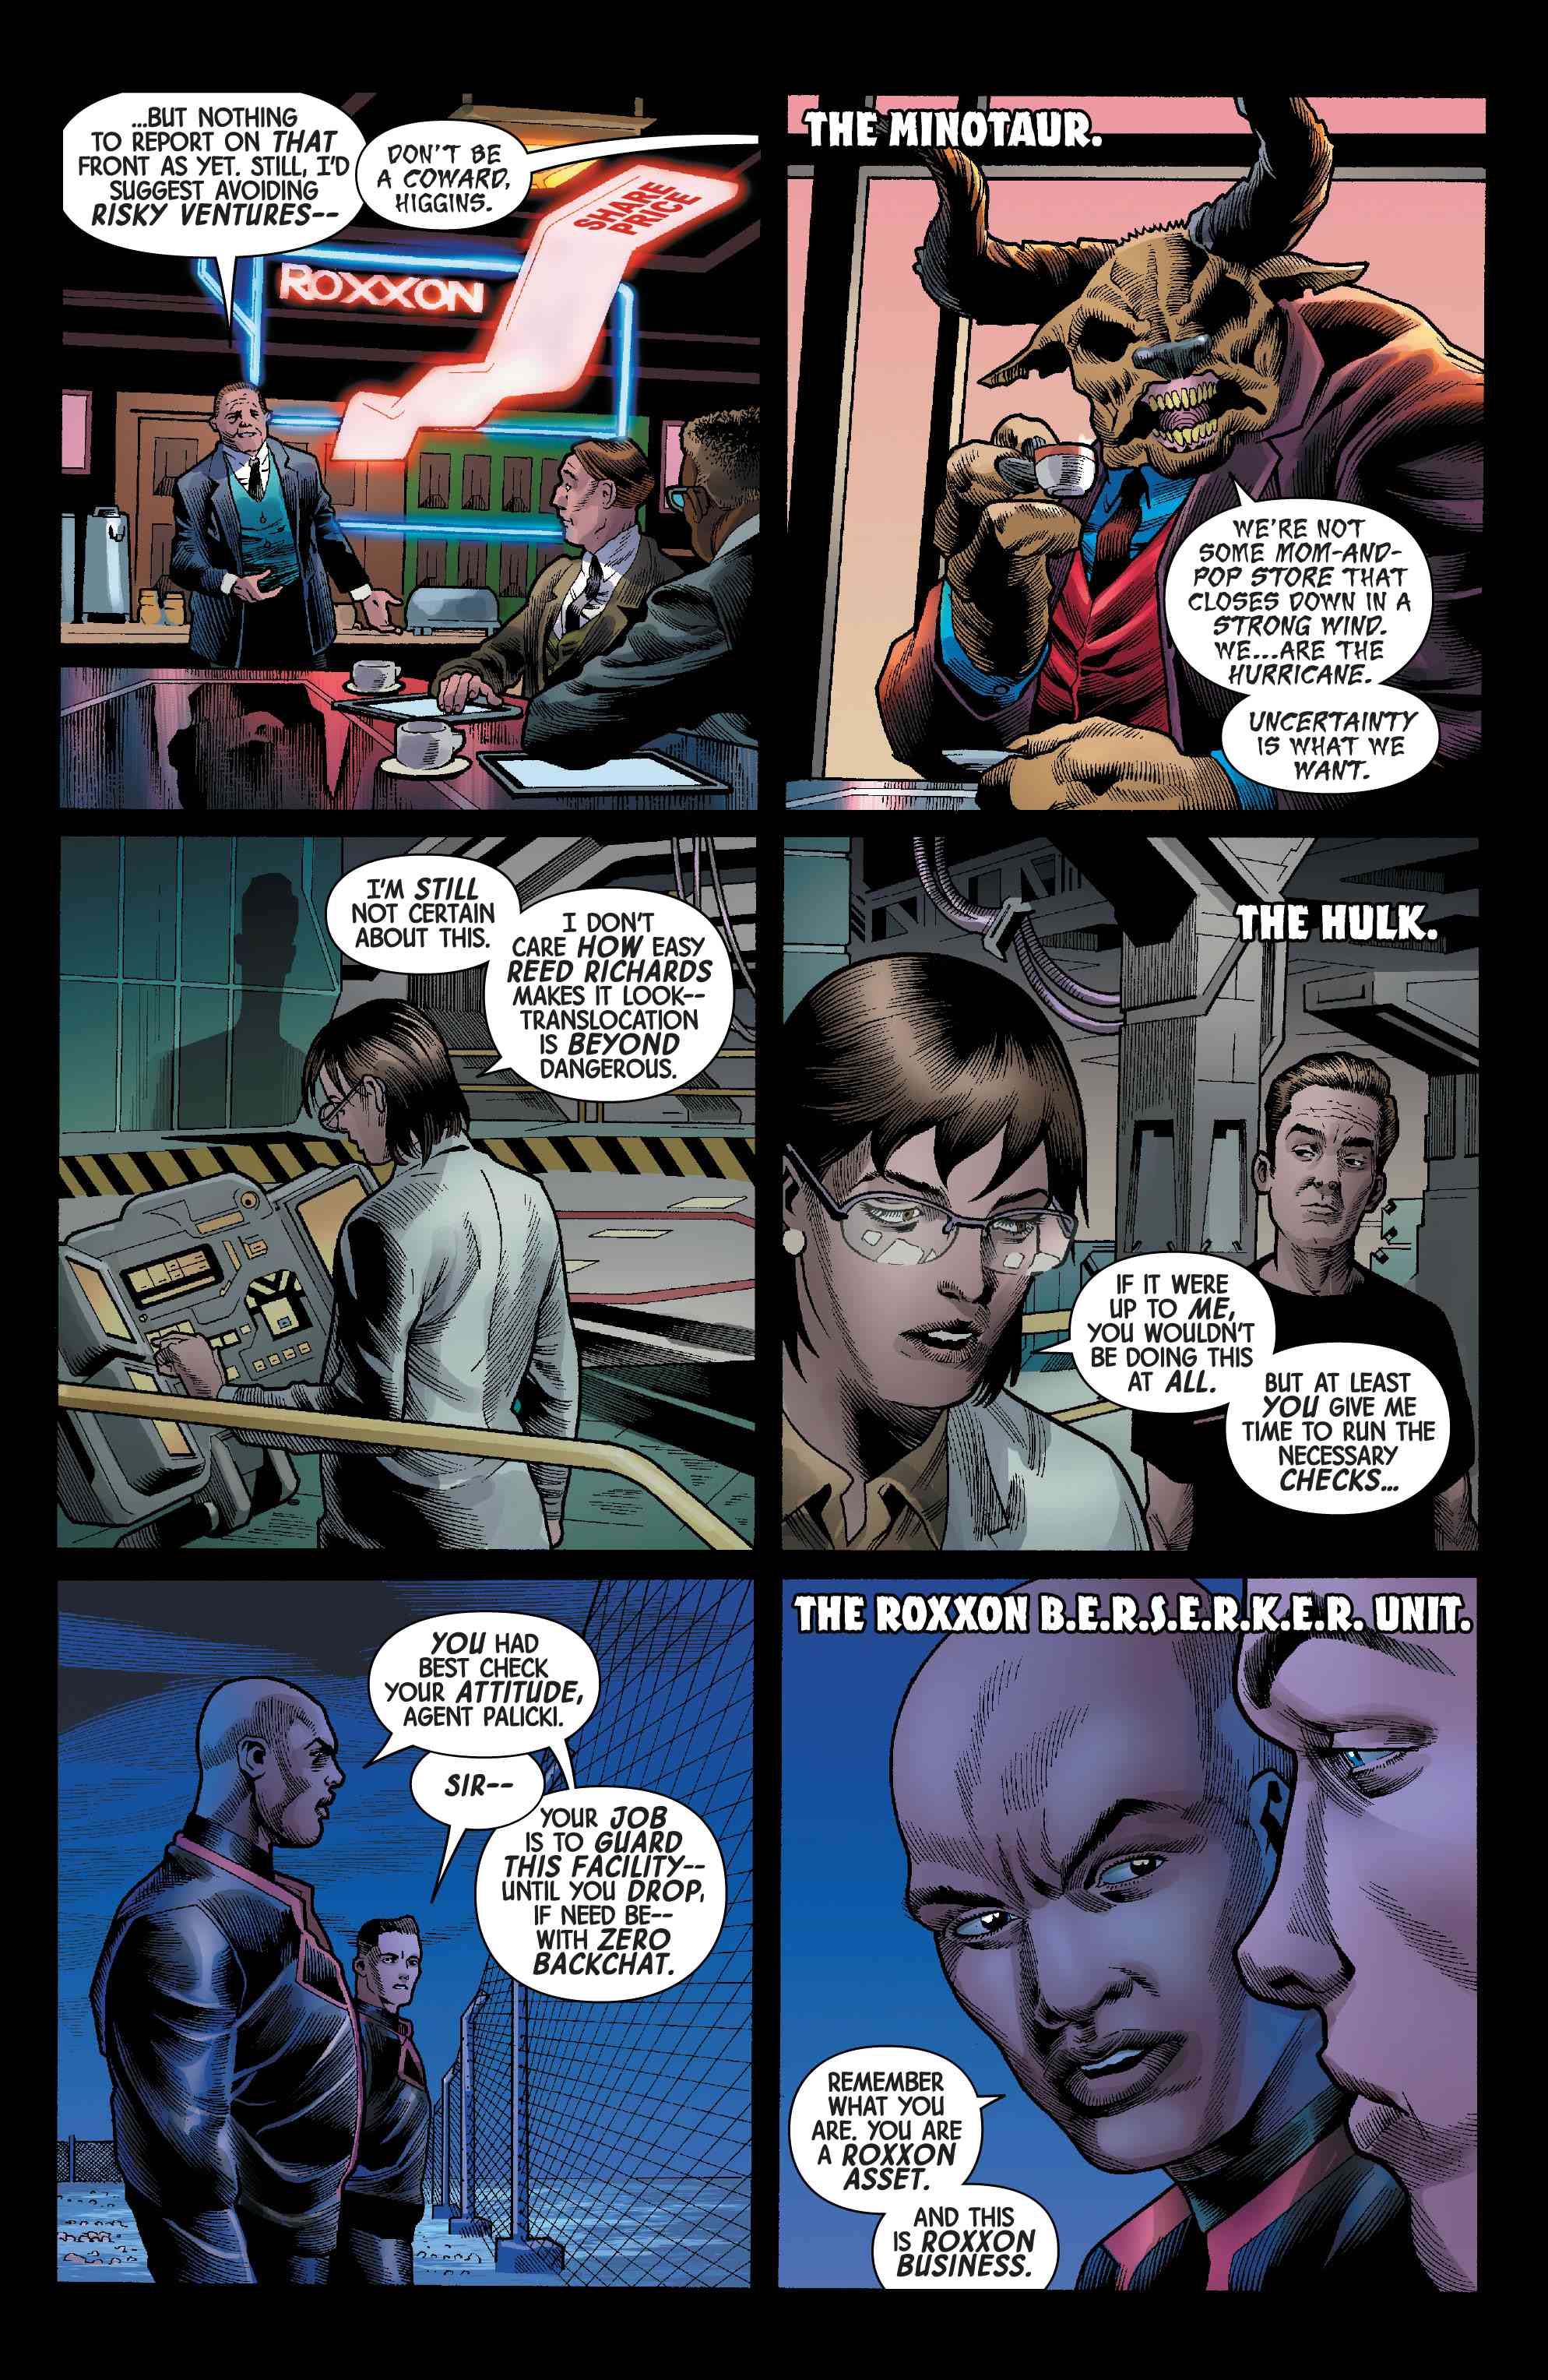 ...BUT NOTHING
TO REPORT ON THAT
FRONT AS YET. STILL, I'D
SUGGEST AVOIDING
RISKY VENTURES--
DON'T BE
A COWARD,
HIGGINS.
SHARE
PRICE
ROXXON
THE MINOTAUR.
WE'RE NOT
SOME MOM-AND-
POP STORE THAT
CLOSES DOWN IN A
STRONG WIND.
WE...ARE THE
HURRICANE.
UNCERTAINTY
IS WHAT WE
WANT.
I'M STILL
NOT CERTAIN
ABOUT THIS.
I DON'T
CARE HOW EASY
REED RICHARDS
MAKES IT LOOK--
TRANSLOCATION
IS BEYOND
DANGEROUS.
THE HULK.
IF IT WERE
UP TO ME,
YOU WOULDN'T
BE DOING THIS
AT ALL.
BUT AT LEAST
YOU GIVE ME
TIME TO RUN THE
NECESSARY
CHECKS...
YOU HAD
BEST CHECK
YOUR ATTITUDE,
AGENT PALICKI.
SIR--
YOUR JOB
IS TO GUARD
THIS FACILITY--
UNTIL YOU DROP,
IF NEED BE--
WITH ZERO
BACKCHAT.
THE ROXXON B.E.R.S.E.R.K.E.R. UNIT.
REMEMBER
WHAT YOU
ARE. YOU ARE
A ROXXON
ASSET.
AND THIS
IS ROXXON
BUSINESS.